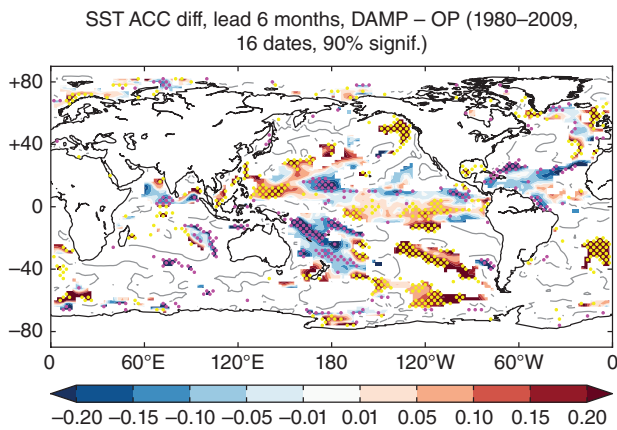 SST ACC diff, lead 6 months, DAMP – OP (1980–2009,
16 dates, 90% signif.)
+80
+40
0
−40
−80
0 60°E 120°E 180 120°W 60°W 0
−0.20 −0.15 −0.10 −0.05 −0.01 0.01 0.05 0.10 0.15 0.20